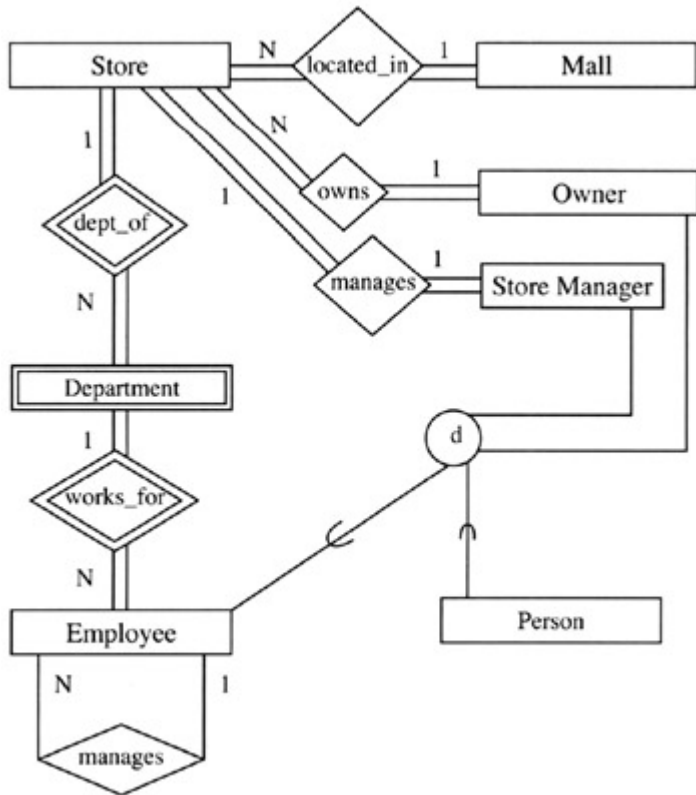 Store
N
located_in
1
Mall
1
N
dept_of
1
owns
1
Owner
manages
1
Store Manager
N
Department
1
d
works_for
N
Employee
Person
N
1
manages